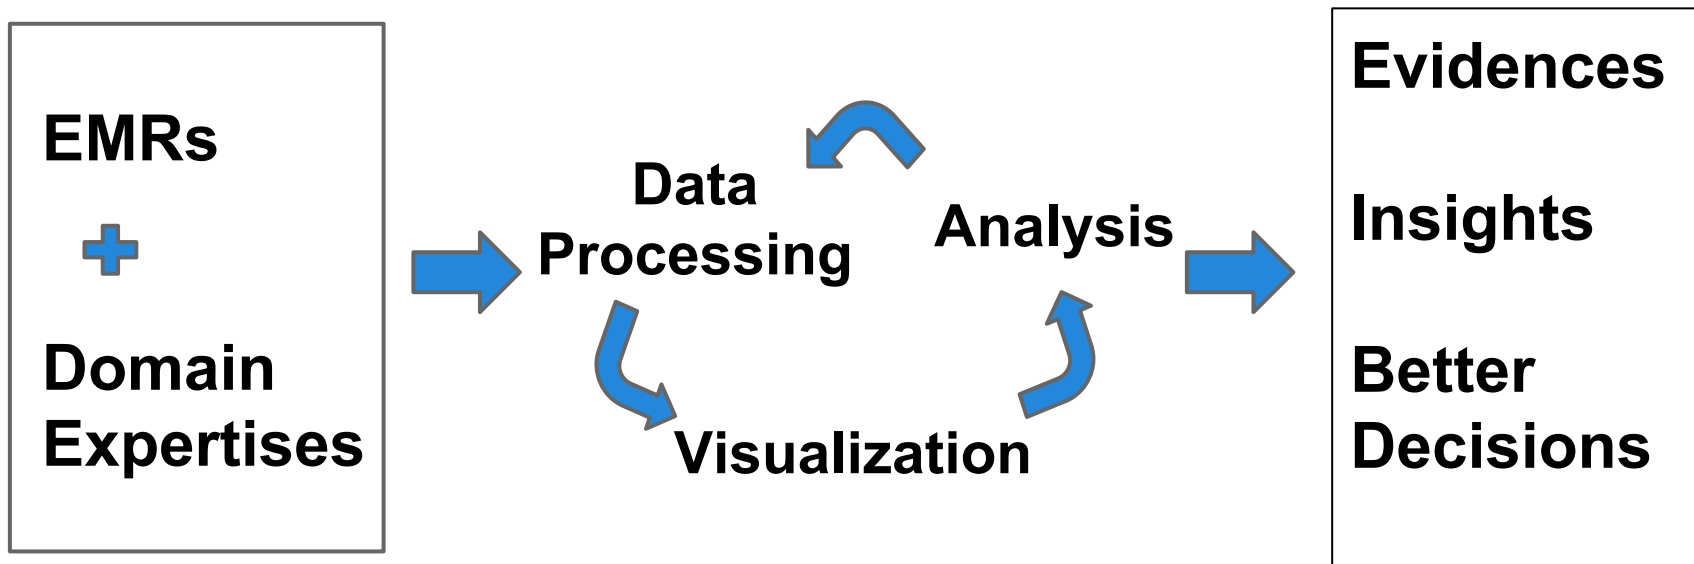 EMRs
Domain
Expertises
Data
Processing
Analysis
Visualization
Evidences
Insights
Better
Decisions